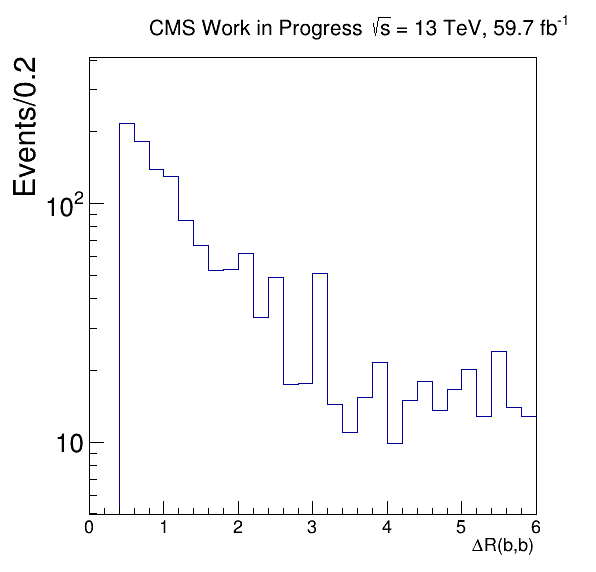 CMS Work in Progress √s = 13 TeV, 59.7 fb⁻¹
Events/0.2
10²
10
0 1 2 3 4 5 6
ΔR(b,b)